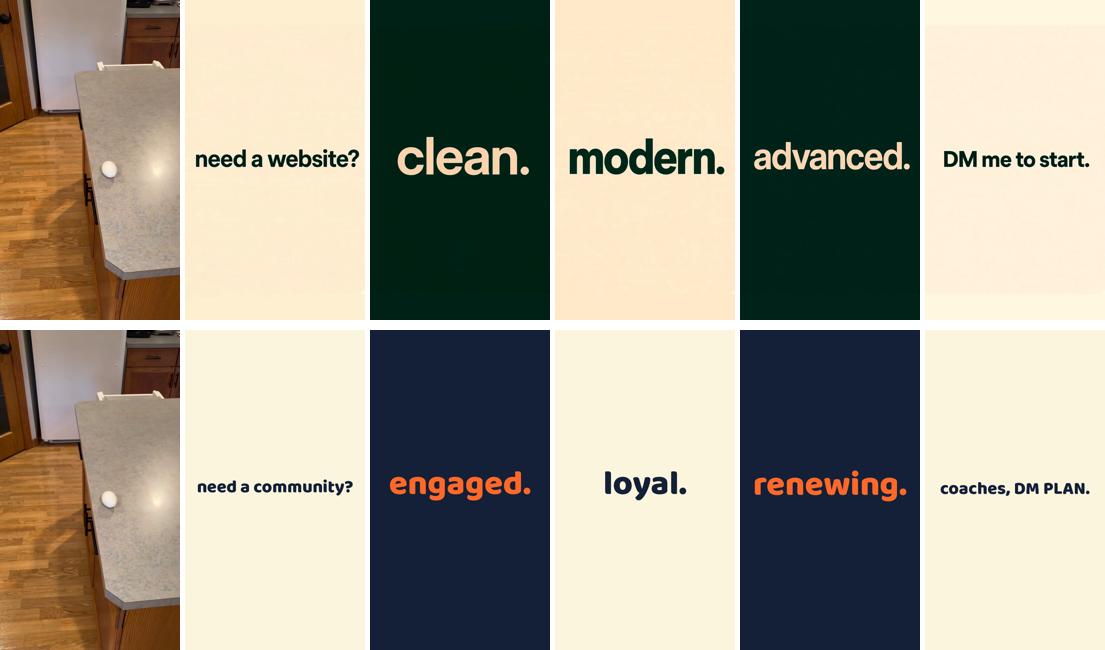 need a website?
clean.
modern.
advanced.
DM me to start.
need a community?
engaged.
loyal.
renewing.
coaches, DM PLAN.